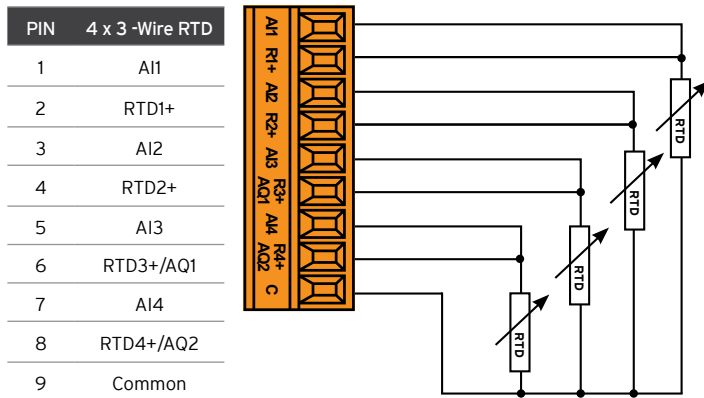 PIN 4 x 3 -Wire RTD
1 AI1
2 RTD1+
3 AI2
4 RTD2+
5 AI3
6 RTD3+/AQ1
7 AI4
8 RTD4+/AQ2
9 Common
AI1
R1+
AI2
R2+
AI3
R3+
AQ1
AI4
R4+
AQ2
C
RTD
RTD
RTD
RTD